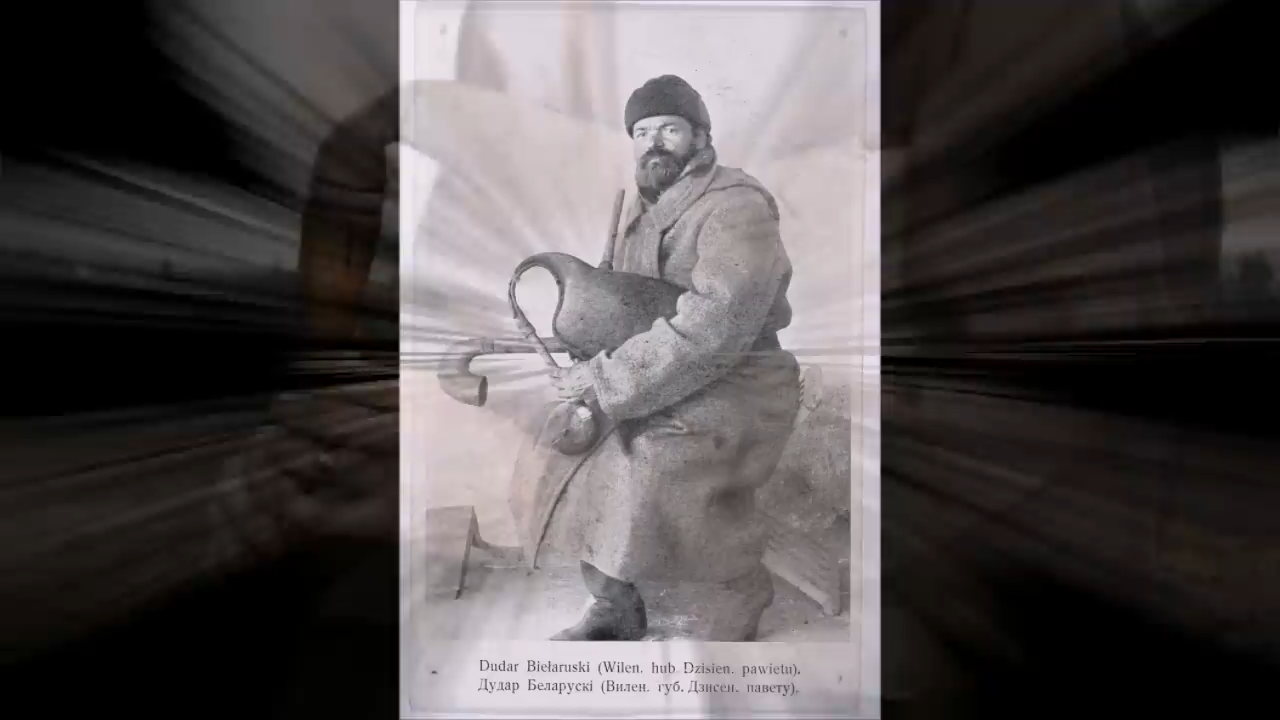 Dudar Biełaruski (Wilen. hub. Dzisien. pawietu).
Дудар Беларускі (Вилен. губ. Дзисен. павету).